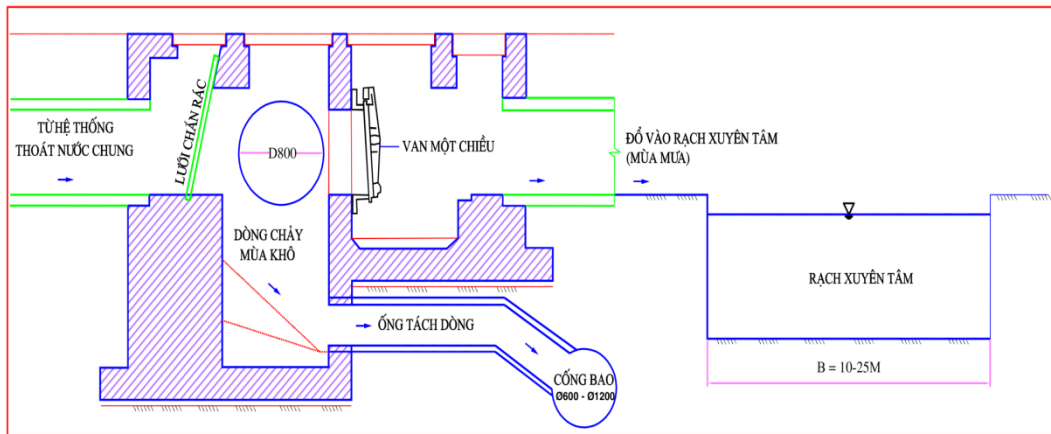 TỪ HỆ THỐNG
THOÁT NƯỚC CHUNG
LƯỚI CHẮN RÁC
D800
VAN MỘT CHIỀU
ĐỔ VÀO RẠCH XUYÊN TÂM
(MÙA MƯA)
DÒNG CHẢY
MÙA KHÔ
RẠCH XUYÊN TÂM
ỐNG TÁCH DÒNG
CỐNG BAO
Ø600 - Ø1200
B = 10-25M